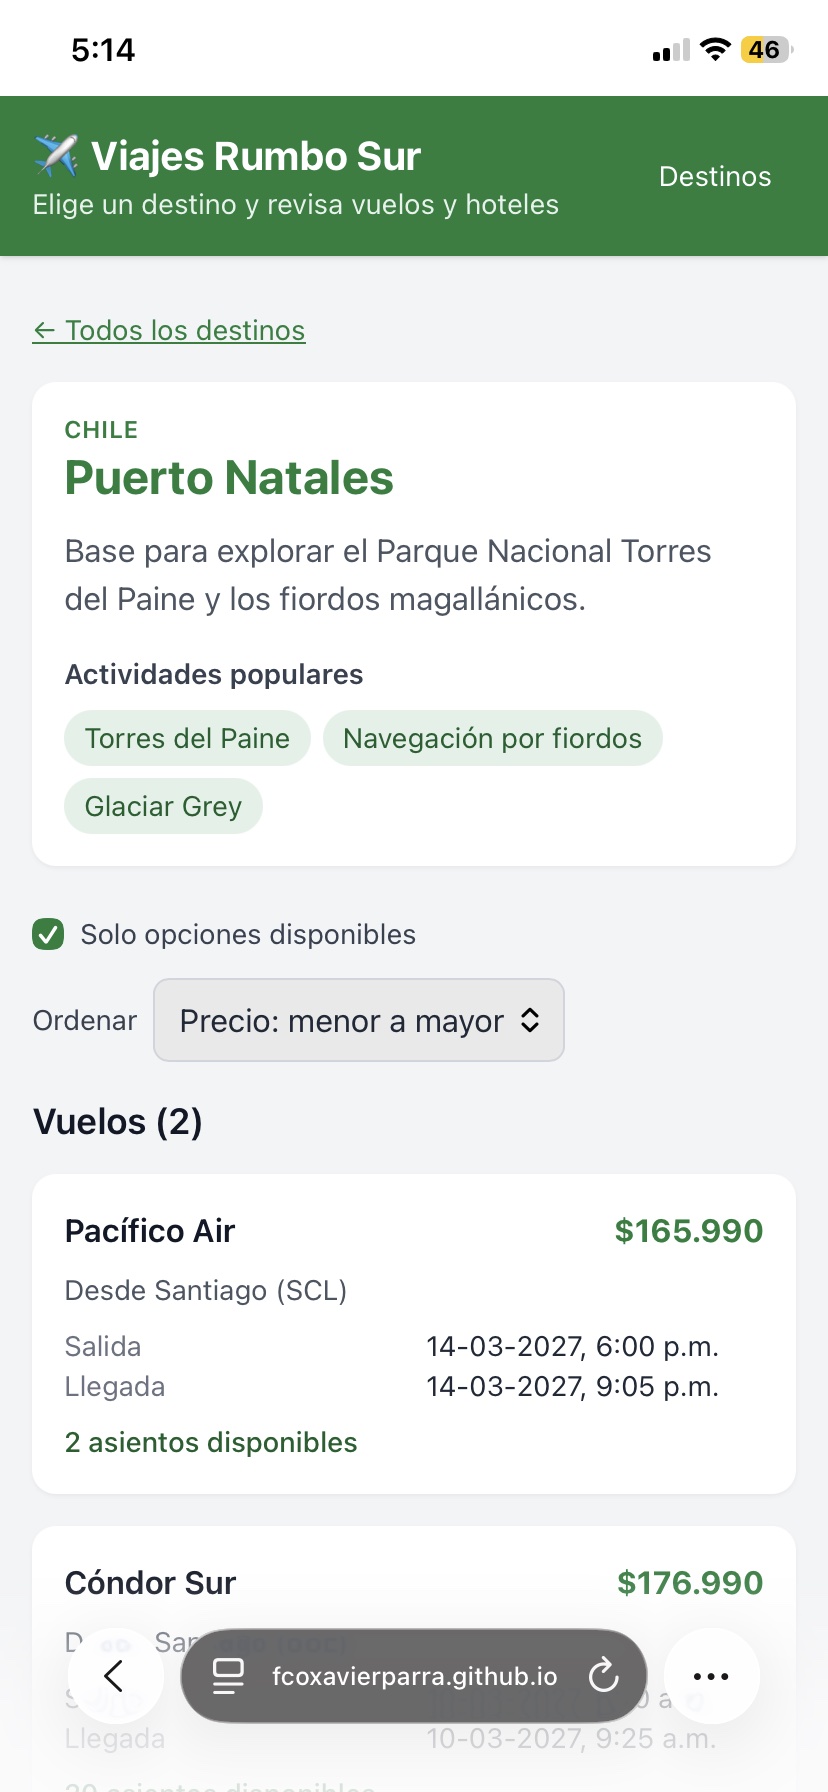 5:14
46
Viajes Rumbo Sur
Elige un destino y revisa vuelos y hoteles
Destinos
← Todos los destinos
CHILE
Puerto Natales
Base para explorar el Parque Nacional Torres
del Paine y los fiordos magallánicos.
Actividades populares
Torres del Paine
Navegación por fiordos
Glaciar Grey
Solo opciones disponibles
Ordenar
Precio: menor a mayor
Vuelos (2)
Pacífico Air
$165.990
Desde Santiago (SCL)
Salida
14-03-2027, 6:00 p.m.
Llegada
14-03-2027, 9:05 p.m.
2 asientos disponibles
Cóndor Sur
$176.990
fcoxavierparra.github.io
Llegada
10-03-2027, 9:25 a.m.